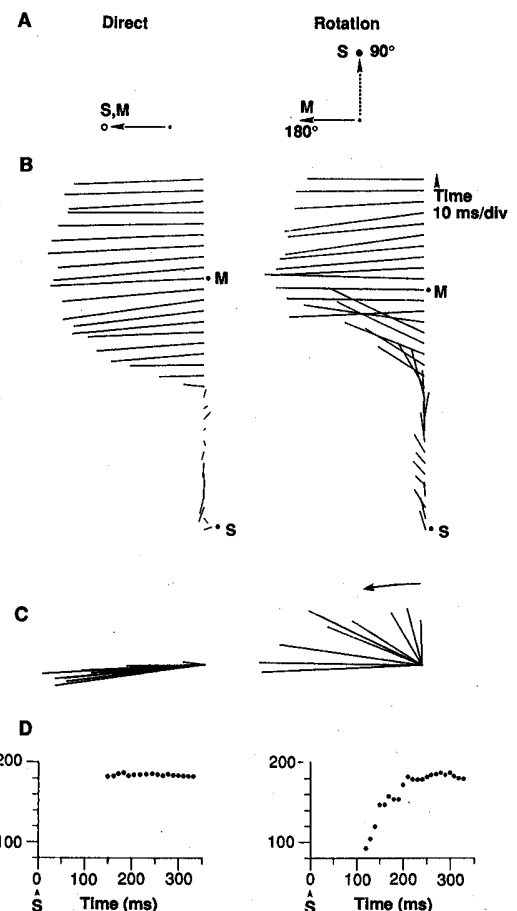 A Direct Rotation
S 90°
S,M M
180°
B
Time
10 ms/div
M M
S S
C
D
200 200
100 100
0 100 200 300 0 100 200 300
S Time (ms) S Time (ms)